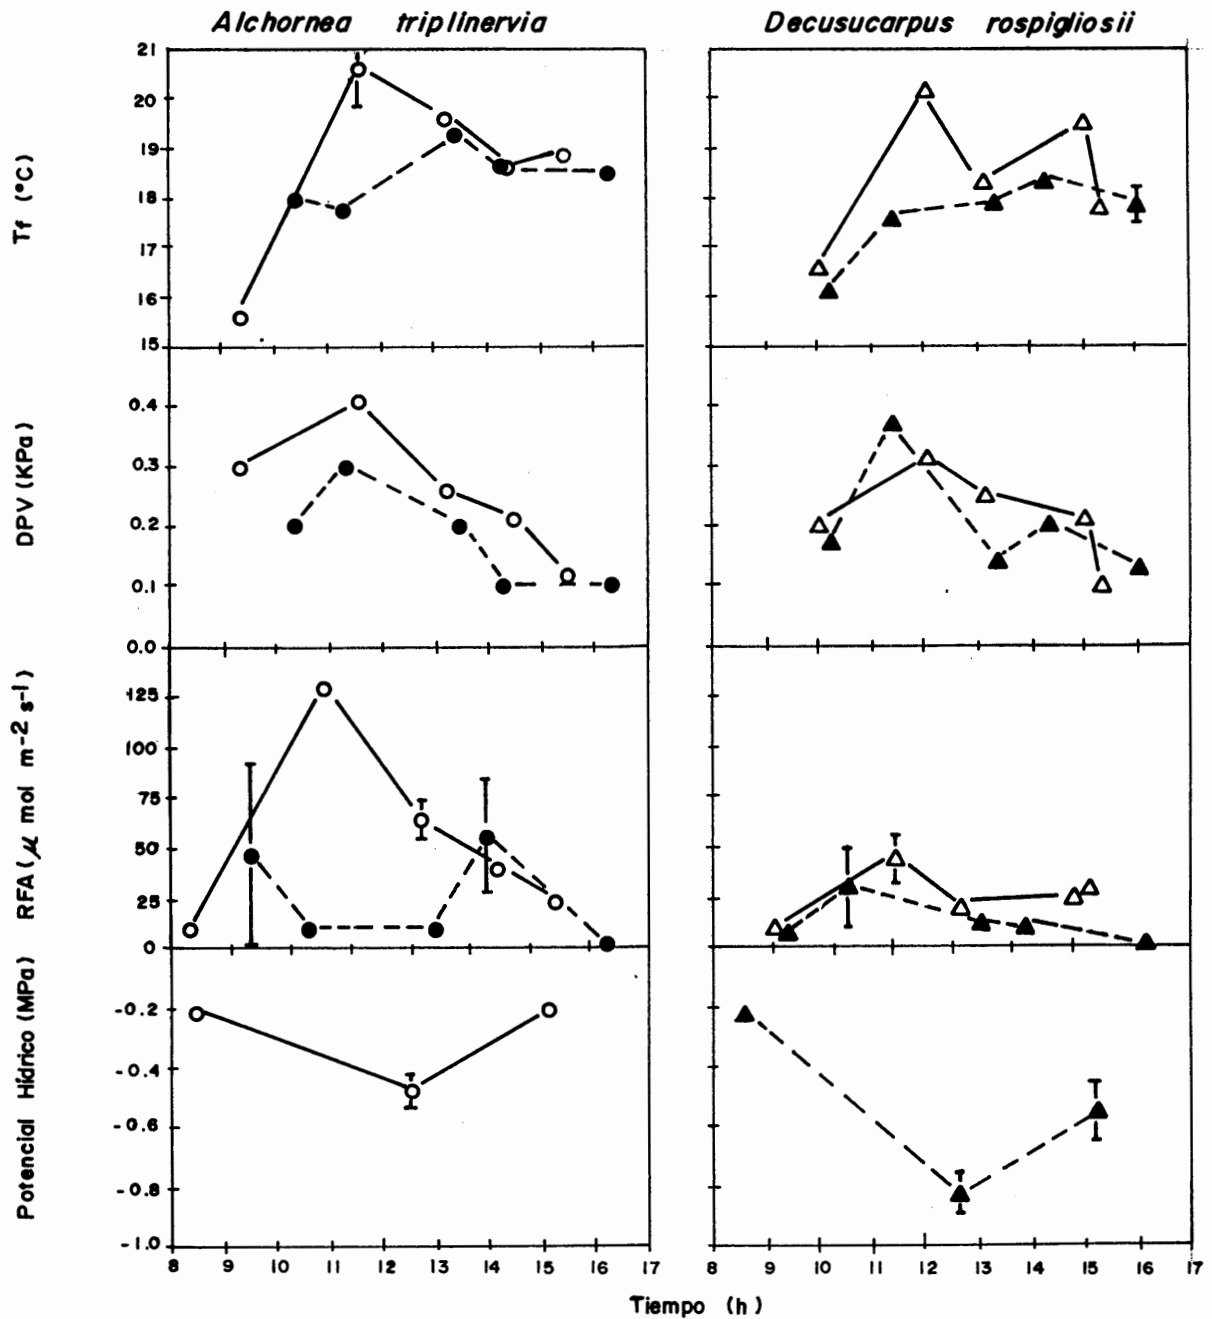 Alchornea triplinervia
Decusucarpus rospigliosii
Tf (°C)
21
20
19
18
17
16
15
DPV (KPa)
0.4
0.3
0.2
0.1
0.0
RFA (μ mol m-2 s-1)
125
100
75
50
25
0
Potencial Hídrico (MPa)
-0.2
-0.4
-0.6
-0.8
-1.0
8 9 10 11 12 13 14 15 16 17
8 9 10 11 12 13 14 15 16 17
Tiempo (h)